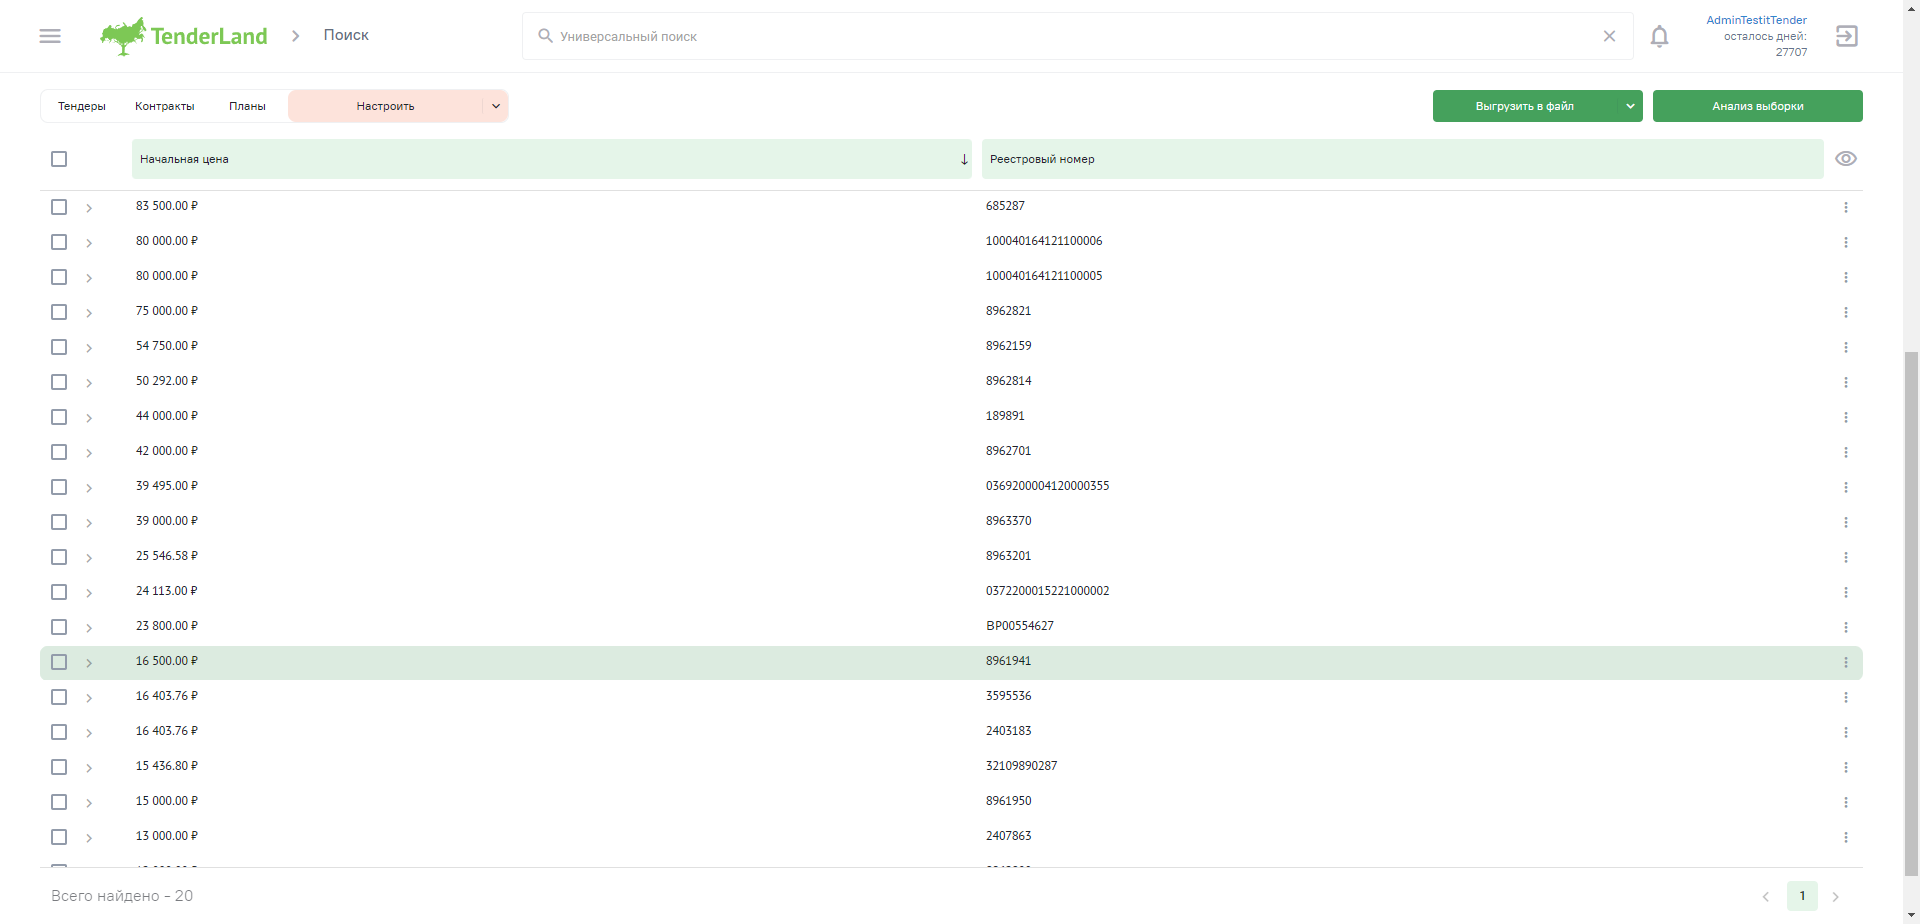 TenderLand
Поиск
Универсальный поиск
AdminTestitTender
осталось дней:
27707
Тендеры Контракты Планы Настроить
Выгрузить в файл
Анализ выборки
Начальная цена Реестровый номер
83 500.00 ₽ 685287
80 000.00 ₽ 100040164121100006
80 000.00 ₽ 100040164121100005
75 000.00 ₽ 8962821
54 750.00 ₽ 8962159
50 292.00 ₽ 8962814
44 000.00 ₽ 189891
42 000.00 ₽ 8962701
39 495.00 ₽ 0369200004120000355
39 000.00 ₽ 8963370
25 546.58 ₽ 8963201
24 113.00 ₽ 0372200015221000002
23 800.00 ₽ BP00554627
16 500.00 ₽ 8961941
16 403.76 ₽ 3595536
16 403.76 ₽ 2403183
15 436.80 ₽ 32109890287
15 000.00 ₽ 8961950
13 000.00 ₽ 2407863
Всего найдено - 20
1